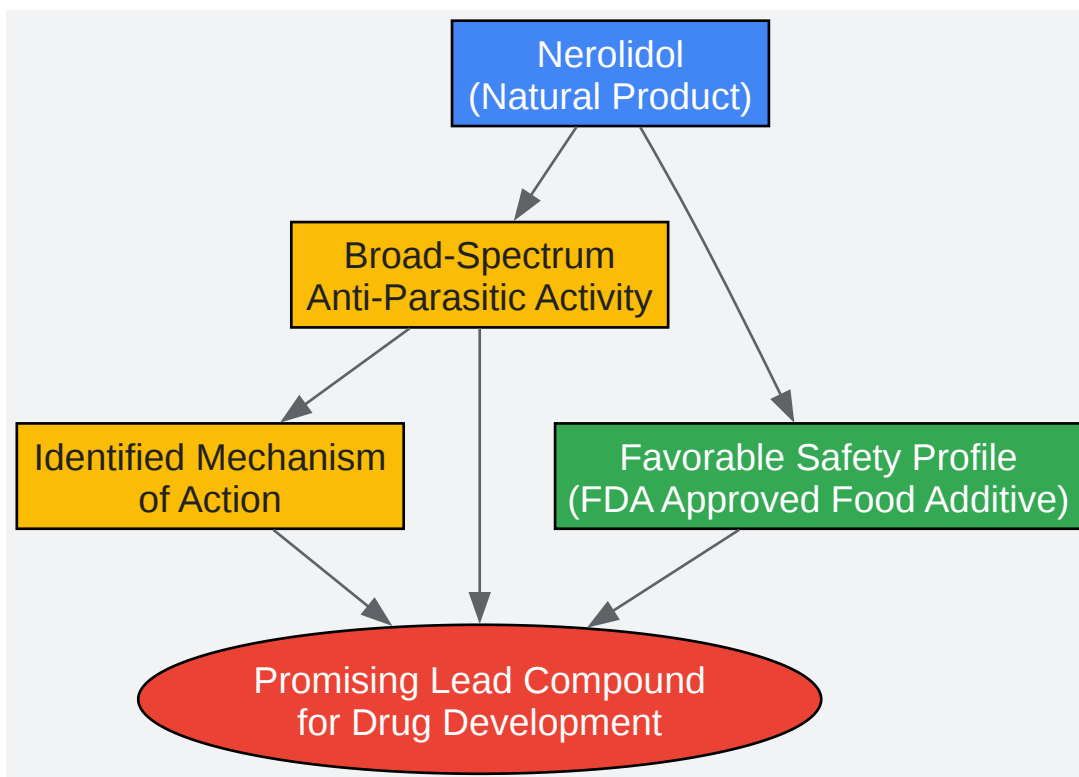 Nerolidol
(Natural Product)
Broad-Spectrum
Anti-Parasitic Activity
Identified Mechanism
of Action
Favorable Safety Profile
(FDA Approved Food Additive)
Promising Lead Compound
for Drug Development